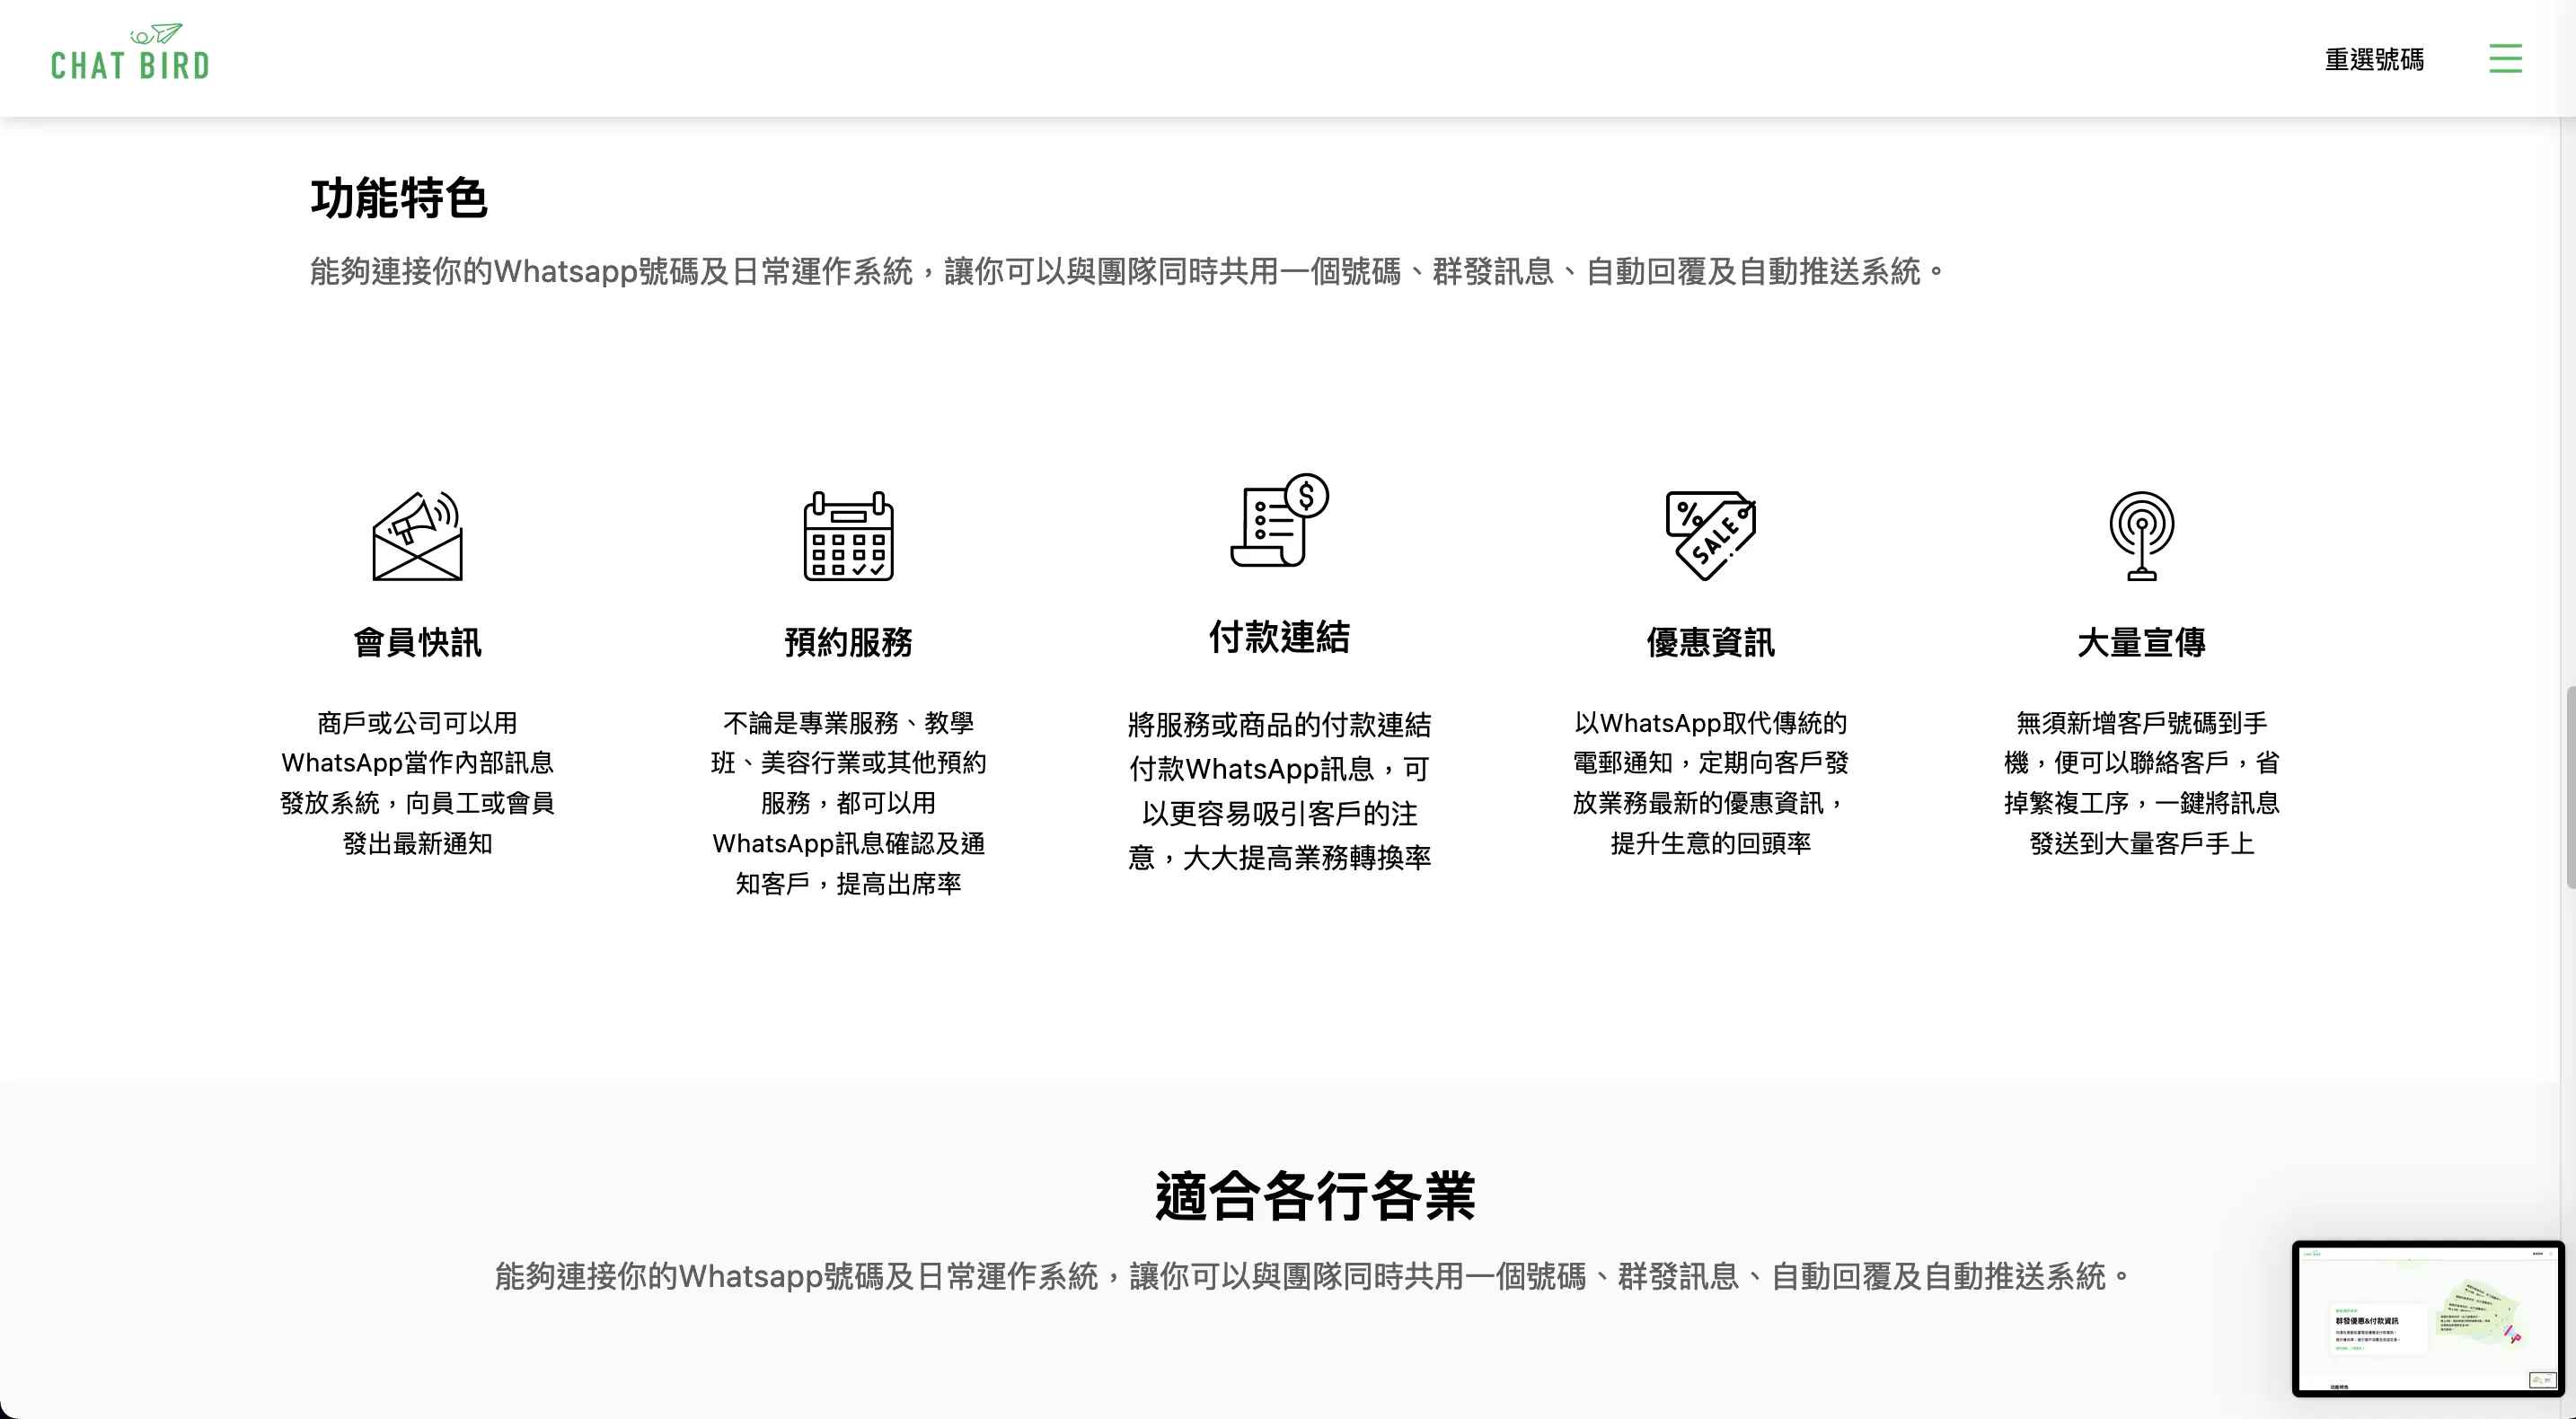 CHAT BIRD
重選號碼
功能特色
能夠連接你的Whatsapp號碼及日常運作系統，讓你可以與團隊同時共用一個號碼、群發訊息、自動回覆及自動推送系統。
$
%
SALE
會員快訊
商戶或公司可以用
WhatsApp當作內部訊息
發放系統，向員工或會員
發出最新通知
預約服務
不論是專業服務、教學
班、美容行業或其他預約
服務，都可以用
WhatsApp訊息確認及通
知客戶，提高出席率
付款連結
將服務或商品的付款連結
付款WhatsApp訊息，可
以更容易吸引客戶的注
意，大大提高業務轉換率
優惠資訊
以WhatsApp取代傳統的
電郵通知，定期向客戶發
放業務最新的優惠資訊，
提升生意的回頭率
大量宣傳
無須新增客戶號碼到手
機，便可以聯絡客戶，省
掉繁複工序，一鍵將訊息
發送到大量客戶手上
適合各行各業
能夠連接你的Whatsapp號碼及日常運作系統，讓你可以與團隊同時共用一個號碼、群發訊息、自動回覆及自動推送系統。
群發優惠&付款資訊